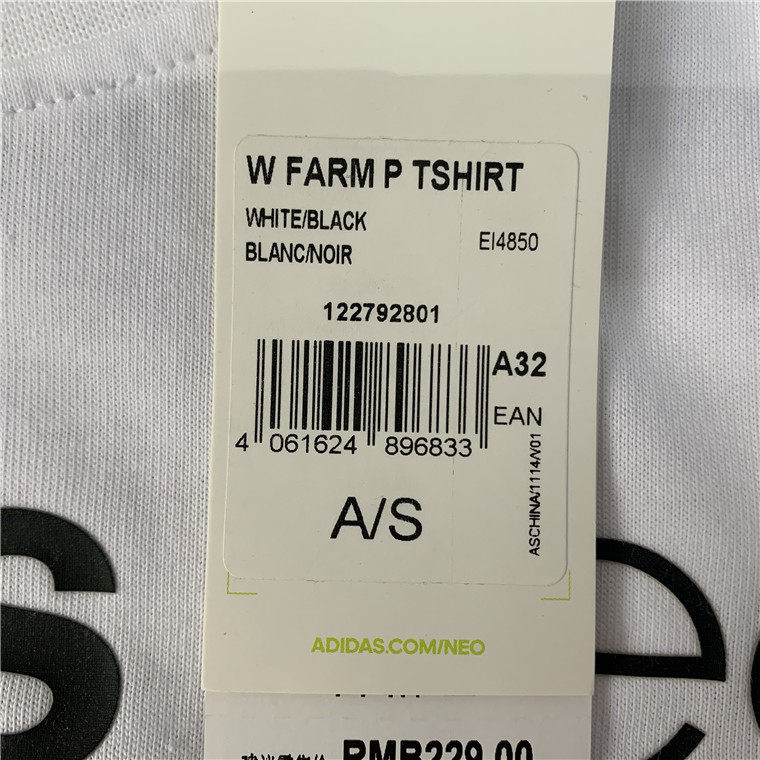 W FARM P TSHIRT
WHITE/BLACK
BLANC/NOIR
EI4850
122792801
A32
EAN
4 061624 896833
ASCHINA/1114/V01
A/S
ADIDAS.COM/NEO
RMB229.00
s
e